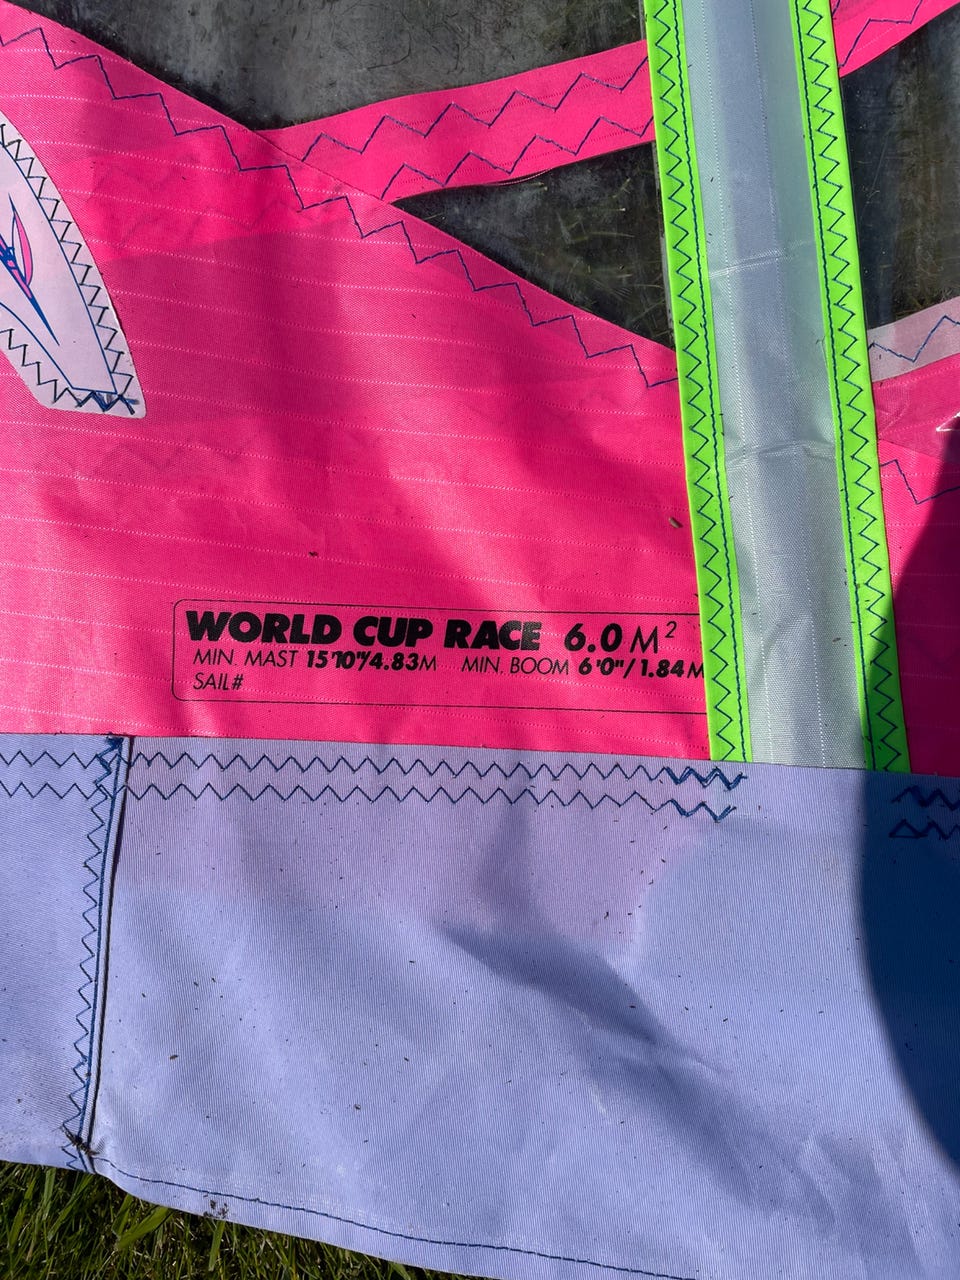 WORLD CUP RACE 6.0 M²
MIN. MAST 15'10"/4.83M MIN. BOOM 6'0"/1.84M
SAIL#